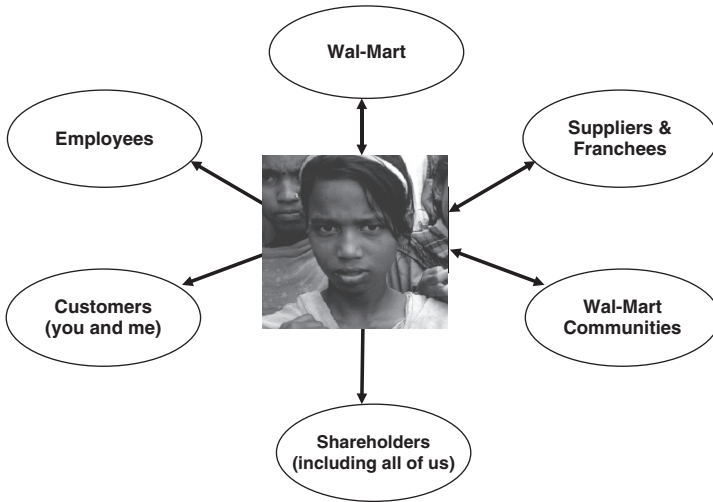 Wal-Mart
Employees
Suppliers &
Franchees
Customers
(you and me)
Wal-Mart
Communities
Shareholders
(including all of us)